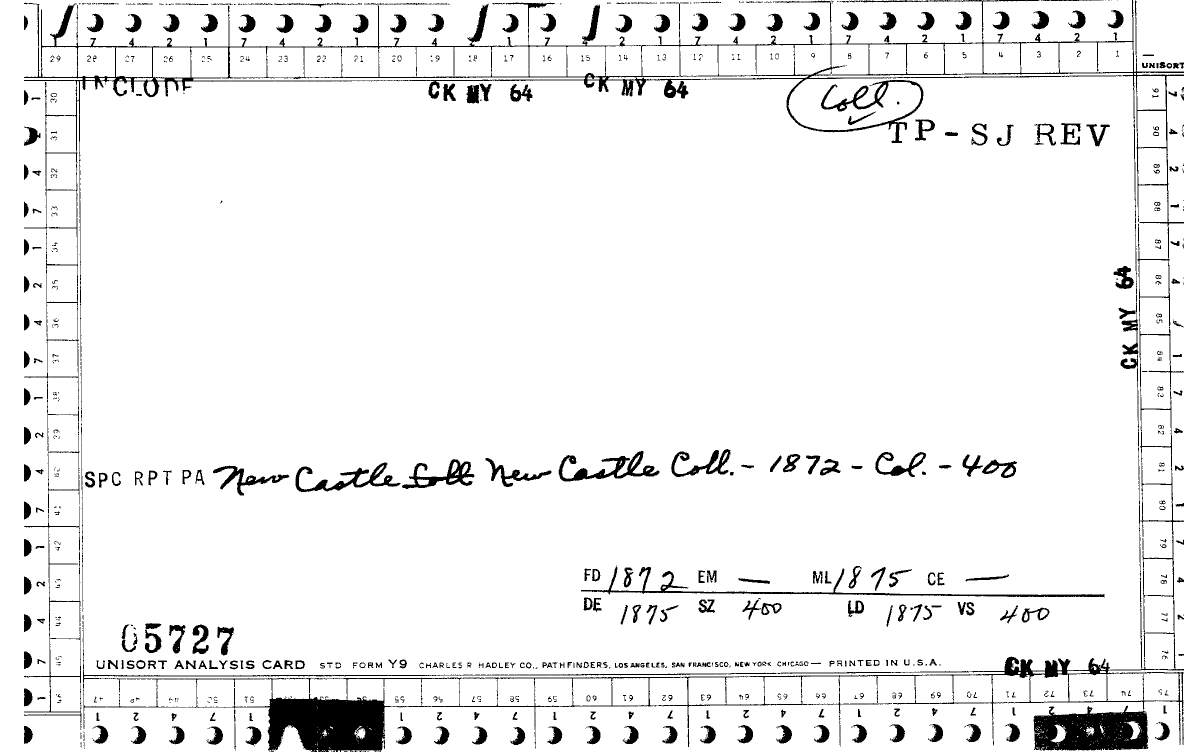 7 4 2 1 7 4 2 1 7 4 1 7 2 1 7 4 2 1 7 4 2 1 7 4 2 1
29 28 27 26 25 24 23 22 21 20 19 18 17 16 15 14 13 12 11 10 9 8 7 6 5 4 3 2 1
UNISORT
INCLUDE
CK MY 64
CK MY 64
Coll.
TP-SJ REV
CK MY 64
SPC RPT PA New Castle Coll New Castle Coll. - 1872 - Col. - 400
FD 1872 EM — ML 1875 CE —
DE 1875 SZ 400 LD 1875 VS 400
05727
UNISORT ANALYSIS CARD STD FORM Y9 CHARLES R HADLEY CO., PATHFINDERS, LOS ANGELES, SAN FRANCISCO, NEW YORK CHICAGO — PRINTED IN U.S.A.
CK MY 64